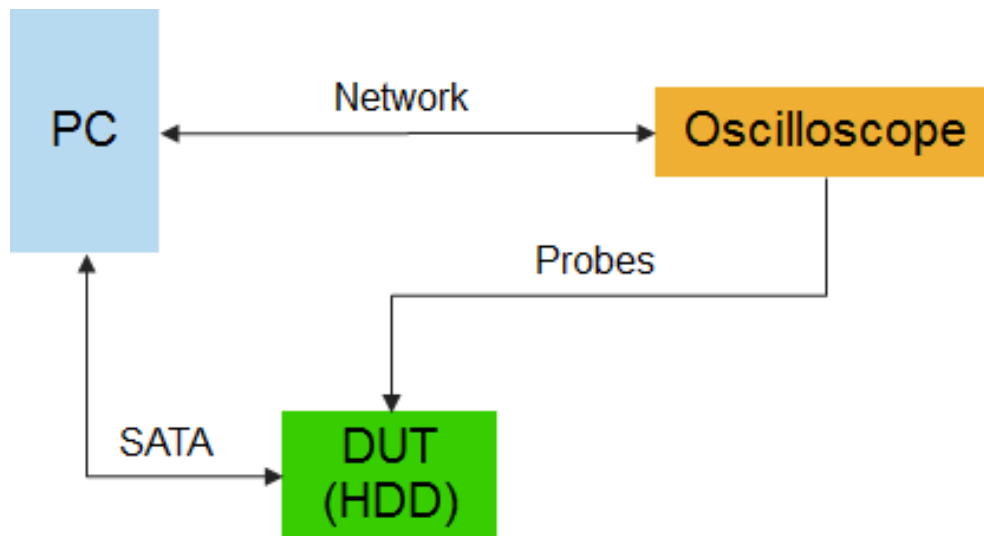 Network
PC
Oscilloscope
Probes
SATA
DUT
(HDD)